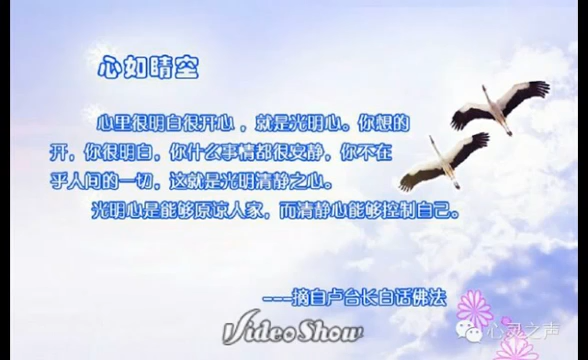 心如晴空
心里很明白很开心，就是光明心。你想的
开，你很明白，你什么事情都很安静，你不在
乎人间的一切，这就是光明清静之心。
光明心是能够原谅人家，而清静心能够控制自己。
---摘自卢台长白话佛法
VideoShow
心灵之声